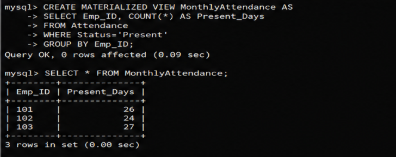 mysql> CREATE MATERIALIZED VIEW MonthlyAttendance AS
    -> SELECT Emp_ID, COUNT(*) AS Present_Days
    -> FROM Attendance
    -> WHERE Status='Present'
    -> GROUP BY Emp_ID;
Query OK, 0 rows affected (0.09 sec)

mysql> SELECT * FROM MonthlyAttendance;
+--------+--------------+
| Emp_ID | Present_Days |
+--------+--------------+
| 101    |           26 |
| 102    |           24 |
| 103    |           27 |
+--------+--------------+
3 rows in set (0.00 sec)